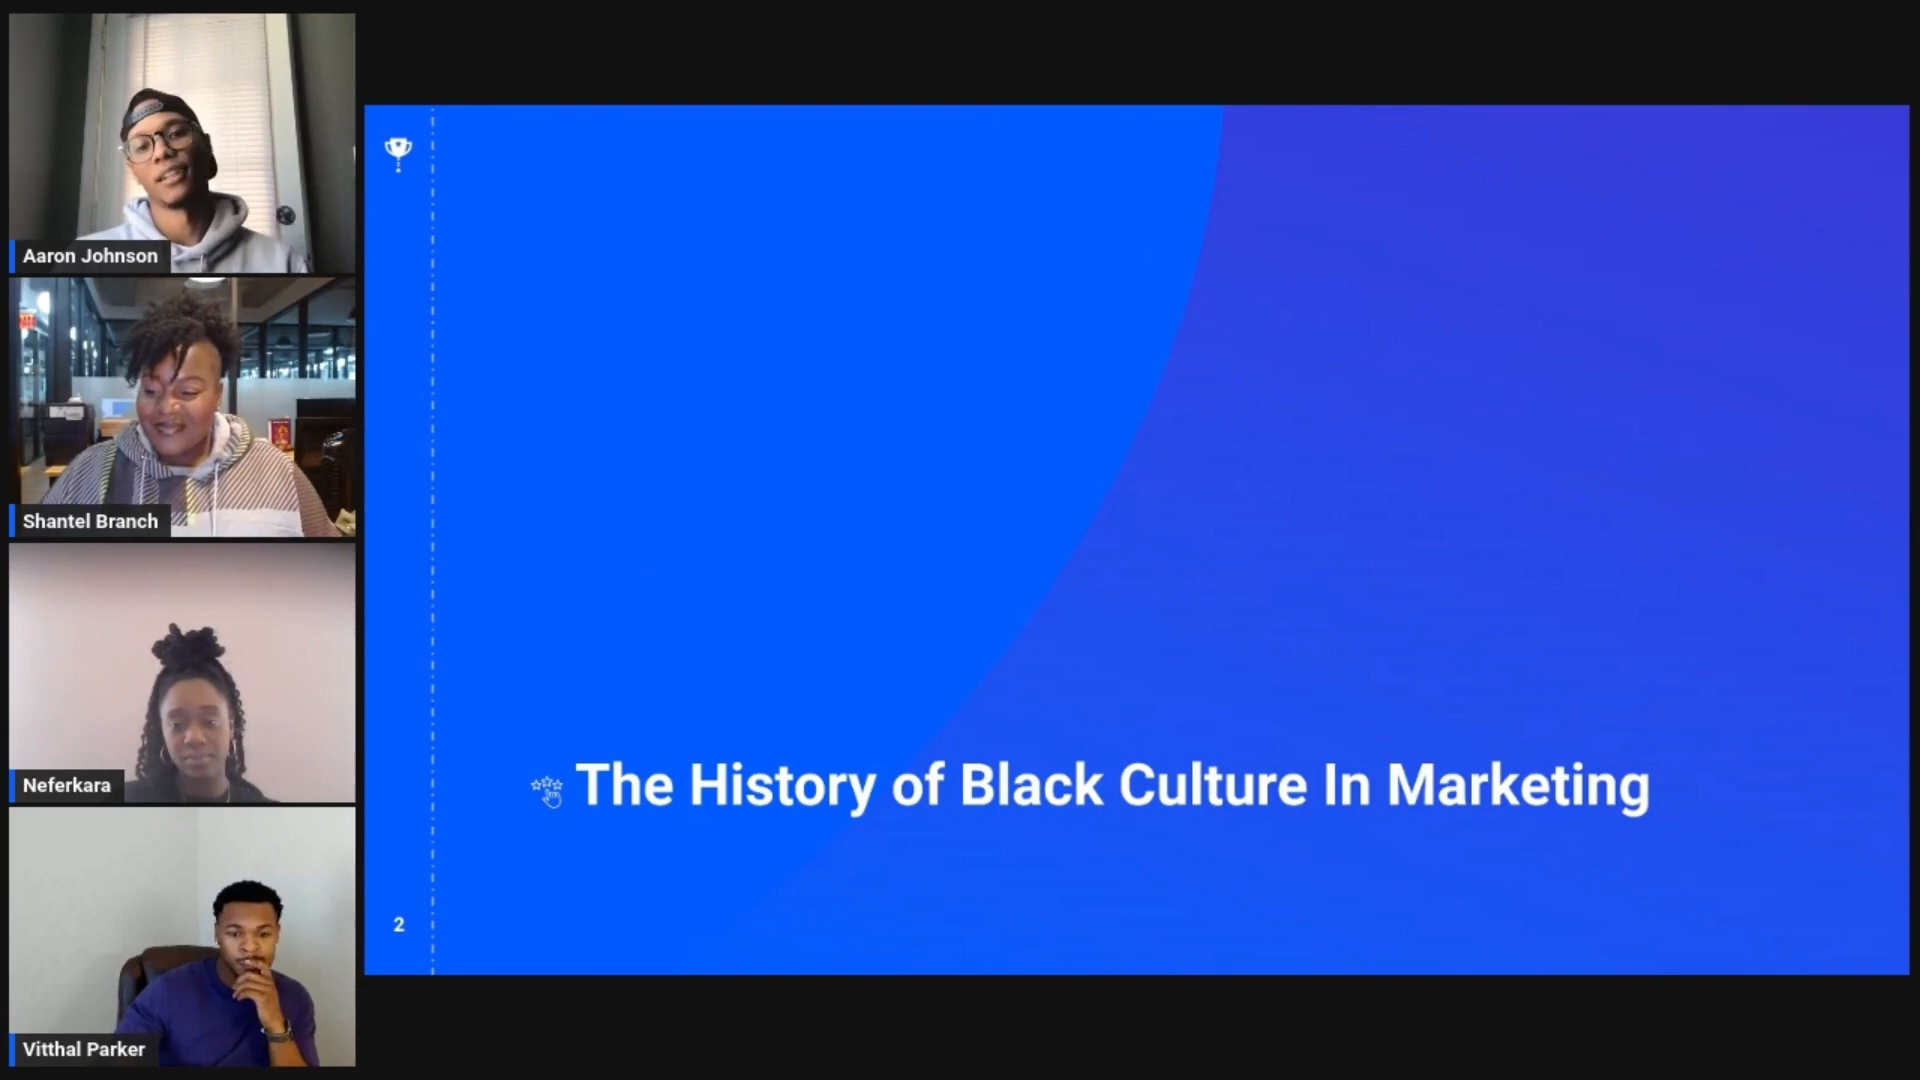 Aaron Johnson
Shantel Branch
Neferkara
Vitthal Parker
The History of Black Culture In Marketing
2